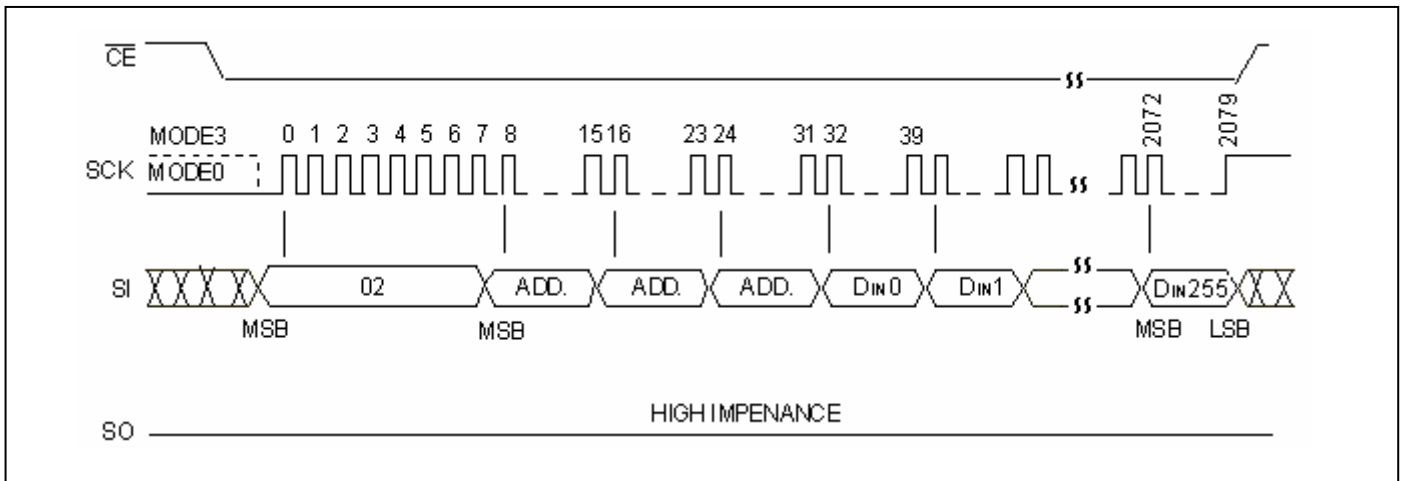 CE
MODE3 0 1 2 3 4 5 6 7 8 15 16 23 24 31 32 39 2072 2079
SCK MODE0
SI 02 ADD. ADD. ADD. DIN0 DIN1 DIN255
MSB MSB MSB LSB
HIGH IMPENANCE
SO